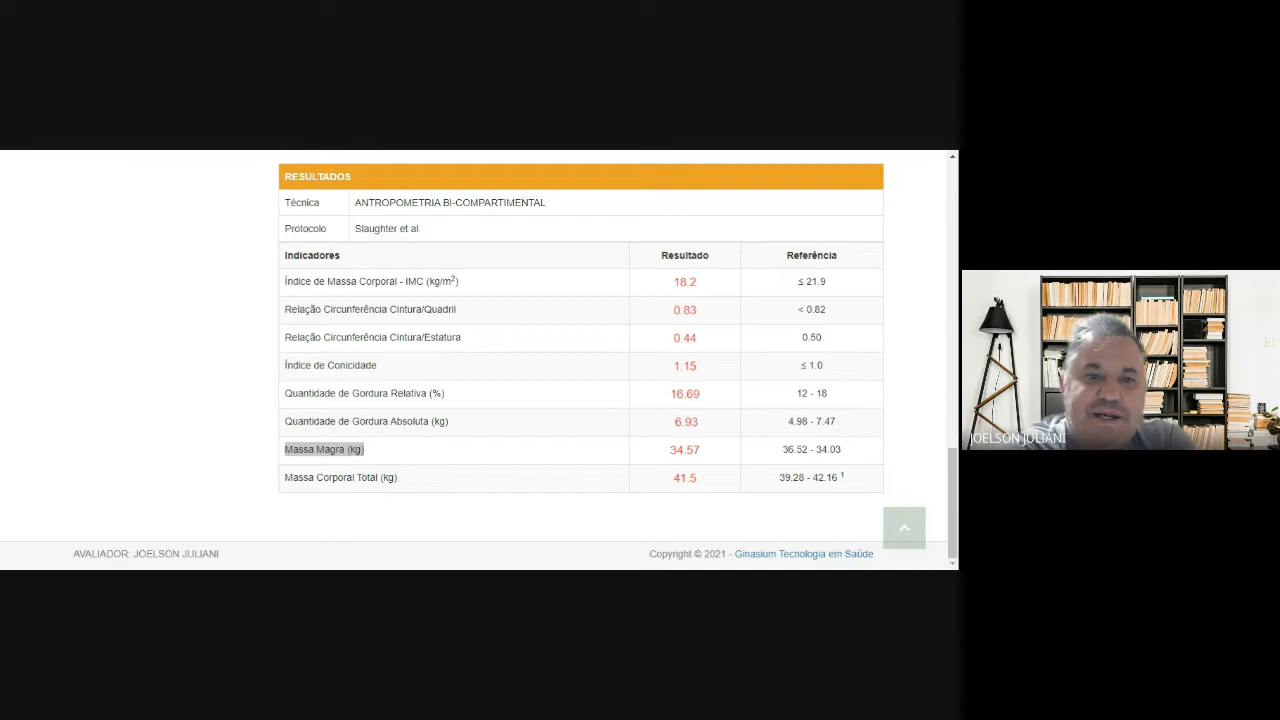 RESULTADOS
Técnica ANTROPOMETRIA BI-COMPARTIMENTAL
Protocolo Slaughter et al.
Indicadores Resultado Referência
Índice de Massa Corporal - IMC (kg/m²) 18.2 ≤ 21.9
Relação Circunferência Cintura/Quadril 0.83 < 0.82
Relação Circunferência Cintura/Estatura 0.44 0.50
Índice de Conicidade 1.15 ≤ 1.0
Quantidade de Gordura Relativa (%) 16.69 12 - 18
Quantidade de Gordura Absoluta (kg) 6.93 4.98 - 7.47
Massa Magra (kg) 34.57 36.52 - 34.03
Massa Corporal Total (kg) 41.5 39.28 - 42.16 ¹
AVALIADOR: JOELSON JULIANI Copyright © 2021 - Ginasium Tecnologia em Saúde
JOELSON JULIANI